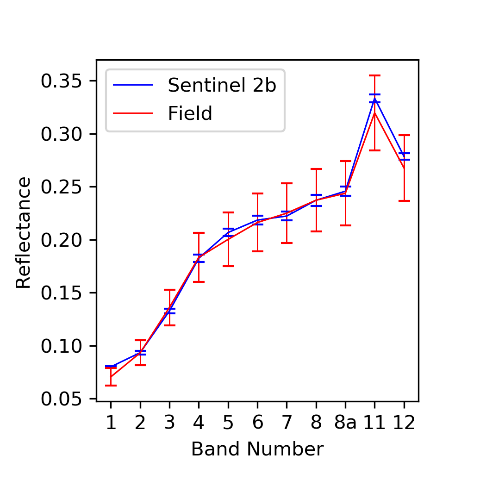 0.35
0.30
0.25
0.20
0.15
0.10
0.05
Reflectance
Sentinel 2b
Field
1 2 3 4 5 6 7 8 8a 11 12
Band Number